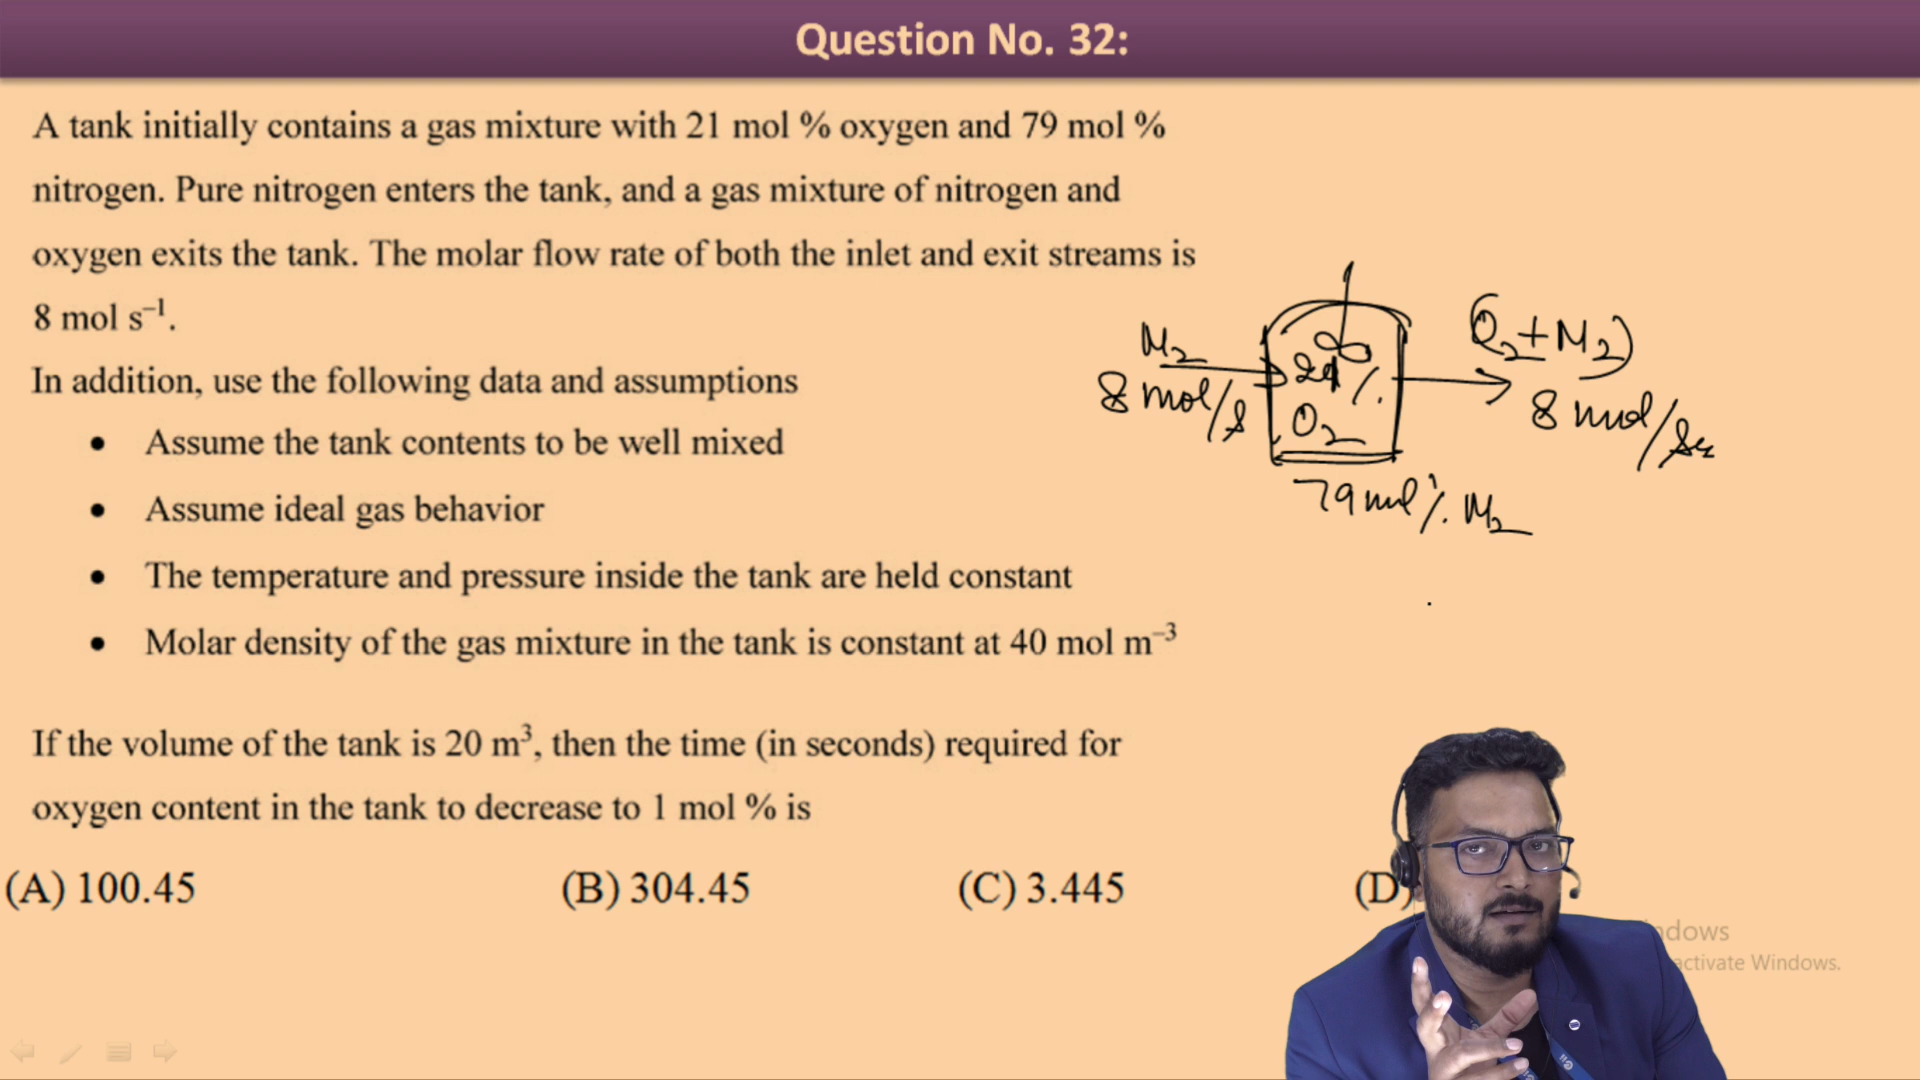 Question No. 32:
A tank initially contains a gas mixture with 21 mol % oxygen and 79 mol %
nitrogen. Pure nitrogen enters the tank, and a gas mixture of nitrogen and
oxygen exits the tank. The molar flow rate of both the inlet and exit streams is
8 mol s⁻¹.
In addition, use the following data and assumptions
• Assume the tank contents to be well mixed
• Assume ideal gas behavior
• The temperature and pressure inside the tank are held constant
• Molar density of the gas mixture in the tank is constant at 40 mol m⁻³
If the volume of the tank is 20 m³, then the time (in seconds) required for
oxygen content in the tank to decrease to 1 mol % is
(A) 100.45 (B) 304.45 (C) 3.445 (D)
N₂
8 mol/s
21 %
O₂
79 mol % N₂
(O₂+N₂)
8 mol/sec
activate Windows.